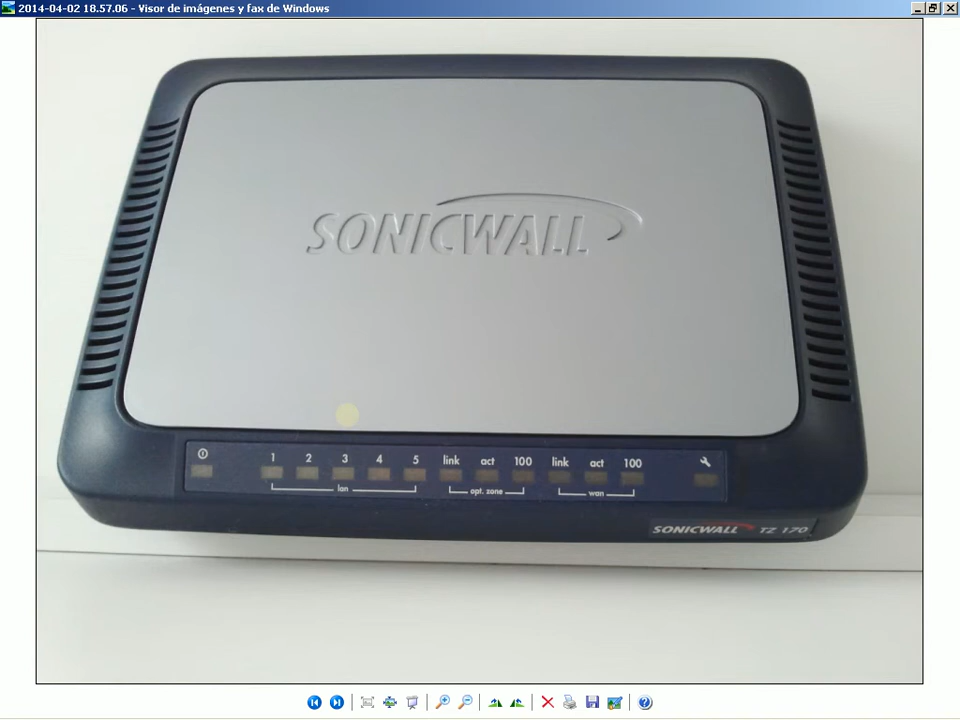 2014-04-02 18.57.06 - Visor de imágenes y fax de Windows
SONICWALL
1 2 3 4 5 link act 100 link act 100
lan opt. zone wan
SONICWALL TZ 170